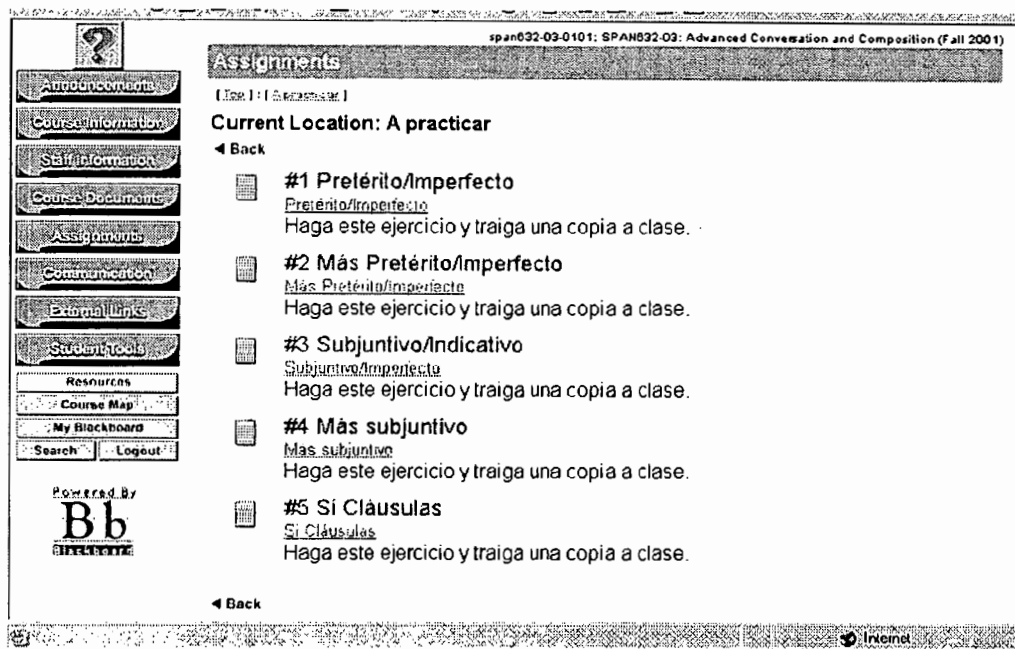 span632-03-0101: SPAN632-03: Advanced Conversation and Composition (Fall 2001)
Assignments
[ Top ] : [ A practicar ]
Current Location: A practicar
Back
#1 Pretérito/Imperfecto
Pretérito/Imperfecto
Haga este ejercicio y traiga una copia a clase.
#2 Más Pretérito/Imperfecto
Más Pretérito/Imperfecto
Haga este ejercicio y traiga una copia a clase.
#3 Subjuntivo/Indicativo
Subjuntivo/Imperfecto
Haga este ejercicio y traiga una copia a clase.
#4 Màs subjuntivo
Mas subjuntivo
Haga este ejercicio y traiga una copia a clase.
#5 Sí Clàusulas
Si Cláusulas
Haga este ejercicio y traiga una copia a clase.
Back
?
Announcements
Course Information
Staff Information
Course Documents
Assignments
Communication
External Links
Student Tools
Resources
Course Map
My Blackboard
Search Logout
Powered By
Bb
Blackboard
Internet